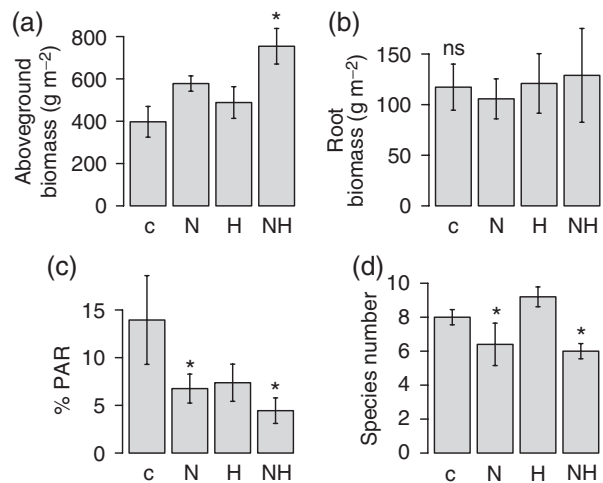 (a)
Aboveground
biomass (g m⁻²)
800
600
400
200
0
*
c N H NH
(b)
Root
biomass (g m⁻²)
150
100
50
0
ns
c N H NH
(c)
% PAR
15
10
5
0
* *
c N H NH
(d)
Species number
10
8
6
4
2
0
* *
c N H NH